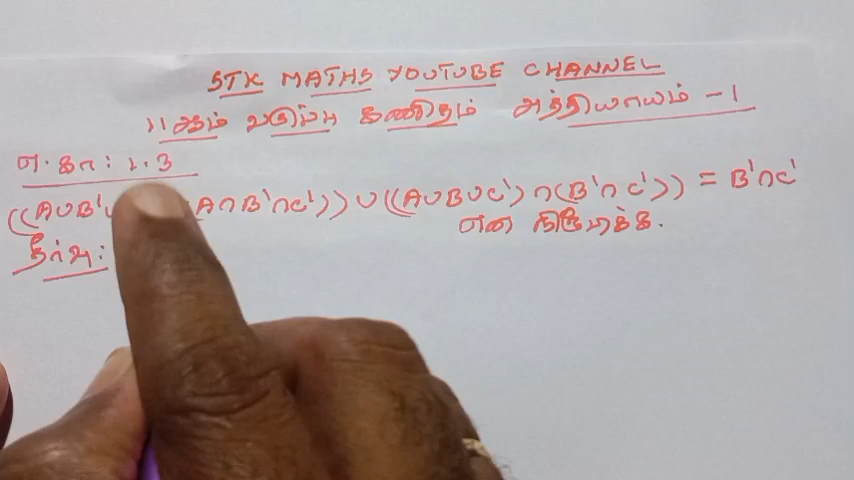 STK MATHS YOUTUBE CHANNEL
11ஆம் வகுப்பு கணிதம் அத்தியாயம் - 1
எ.கா: 1.3
((A∪B'∪ A∩B'∩C')) ∪ ((A∪B∪C') ∩ (B'∩C')) = B'∩C'
என நிரூபிக்க.
தீர்வு: